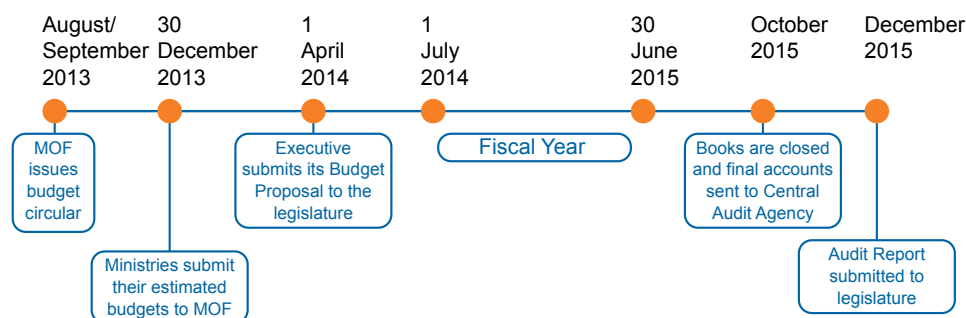 August/
September
2013
30
December
2013
1
April
2014
1
July
2014
30
June
2015
October
2015
December
2015
MOF
issues
budget
circular
Ministries submit
their estimated
budgets to MOF
Executive
submits its Budget
Proposal to the
legislature
Fiscal Year
Books are closed
and final accounts
sent to Central
Audit Agency
Audit Report
submitted to
legislature